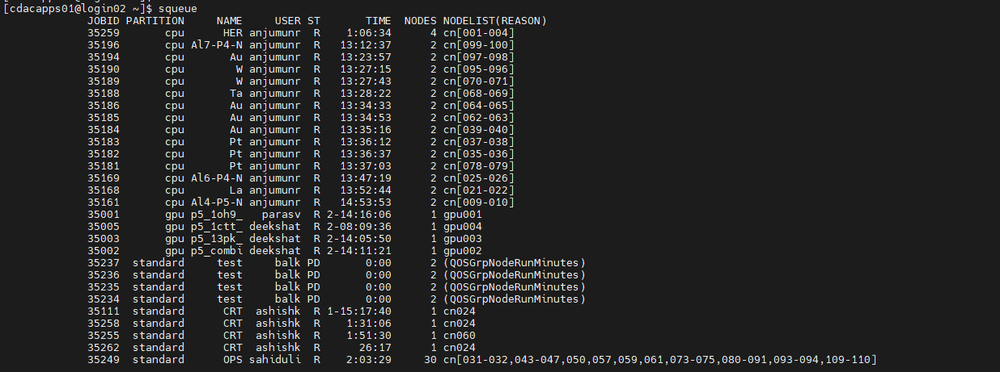 [cdacapps01@login02 ~]$ squeue
JOBID PARTITION NAME USER ST TIME NODES NODELIST(REASON)
35259 cpu HER anjumunr R 1:06:34 4 cn[001-004]
35196 cpu Al7-P4-N anjumunr R 13:12:37 2 cn[099-100]
35194 cpu Au anjumunr R 13:23:57 2 cn[097-098]
35190 cpu W anjumunr R 13:27:15 2 cn[095-096]
35189 cpu W anjumunr R 13:27:43 2 cn[070-071]
35188 cpu Ta anjumunr R 13:28:22 2 cn[068-069]
35186 cpu Au anjumunr R 13:34:33 2 cn[064-065]
35185 cpu Au anjumunr R 13:34:53 2 cn[062-063]
35184 cpu Au anjumunr R 13:35:16 2 cn[039-040]
35183 cpu Pt anjumunr R 13:36:12 2 cn[037-038]
35182 cpu Pt anjumunr R 13:36:37 2 cn[035-036]
35181 cpu Pt anjumunr R 13:37:03 2 cn[078-079]
35169 cpu Al6-P4-N anjumunr R 13:47:19 2 cn[025-026]
35168 cpu La anjumunr R 13:52:44 2 cn[021-022]
35161 cpu Al4-P5-N anjumunr R 14:53:53 2 cn[009-010]
35001 gpu p5_1oh9_ parasv R 2-14:16:06 1 gpu001
35005 gpu p5_1ctt_ deekshat R 2-08:09:36 1 gpu004
35003 gpu p5_13pk_ deekshat R 2-14:05:50 1 gpu003
35002 gpu p5_combi deekshat R 2-14:11:21 1 gpu002
35237 standard test balk PD 0:00 2 (QOSGrpNodeRunMinutes)
35236 standard test balk PD 0:00 2 (QOSGrpNodeRunMinutes)
35235 standard test balk PD 0:00 2 (QOSGrpNodeRunMinutes)
35234 standard test balk PD 0:00 2 (QOSGrpNodeRunMinutes)
35111 standard CRT ashishk R 1-15:17:40 1 cn024
35258 standard CRT ashishk R 1:31:06 1 cn024
35255 standard CRT ashishk R 1:51:30 1 cn060
35262 standard CRT ashishk R 26:17 1 cn024
35249 standard OPS sahiduli R 2:03:29 30 cn[031-032,043-047,050,057,059,061,073-075,080-091,093-094,109-110]